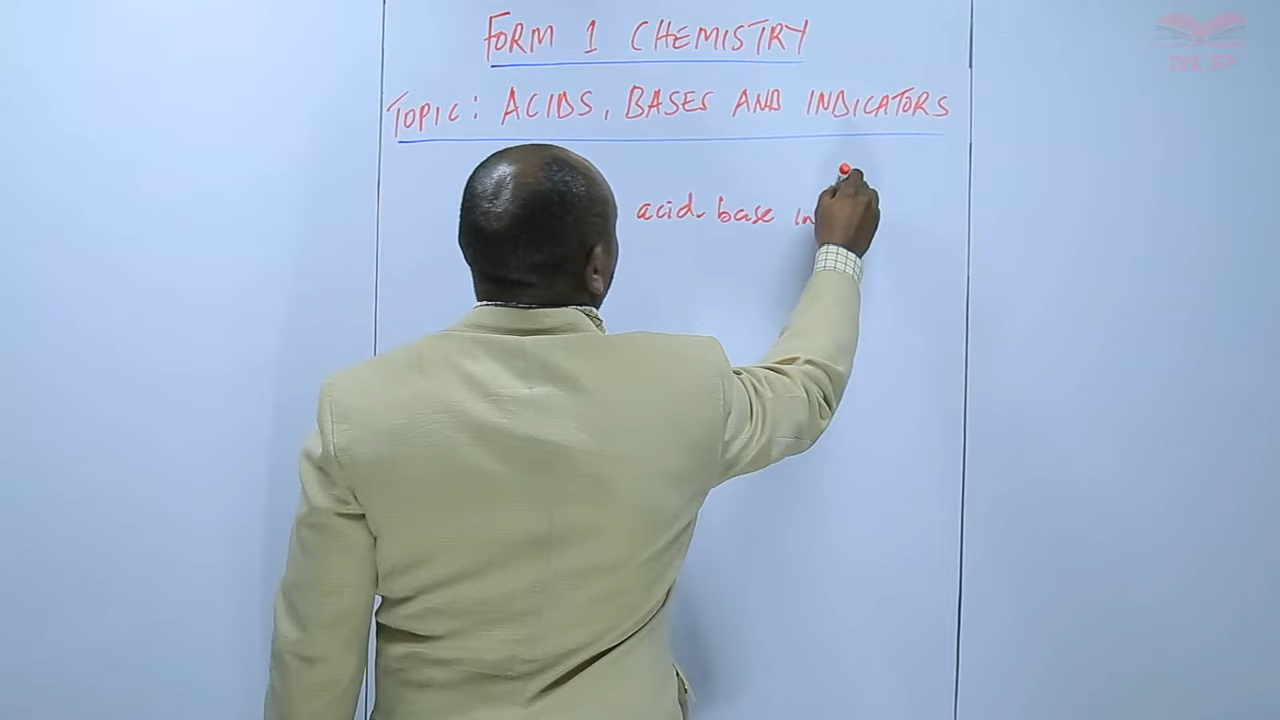 FORM 1 CHEMISTRY
TOPIC: ACIDS, BASES AND INDICATORS
acid-base in